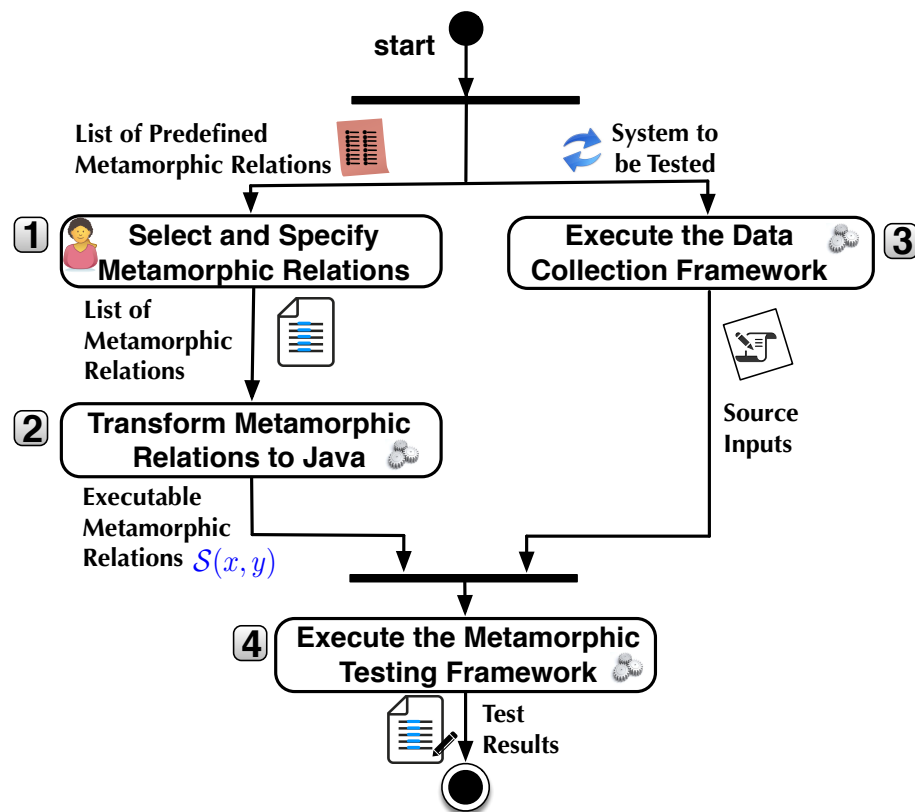 start
List of Predefined
Metamorphic Relations
System to
be Tested
1
Select and Specify
Metamorphic Relations
Execute the Data
Collection Framework
3
List of
Metamorphic
Relations
Source
Inputs
2
Transform Metamorphic
Relations to Java
Executable
Metamorphic
Relations S(x, y)
4
Execute the Metamorphic
Testing Framework
Test
Results